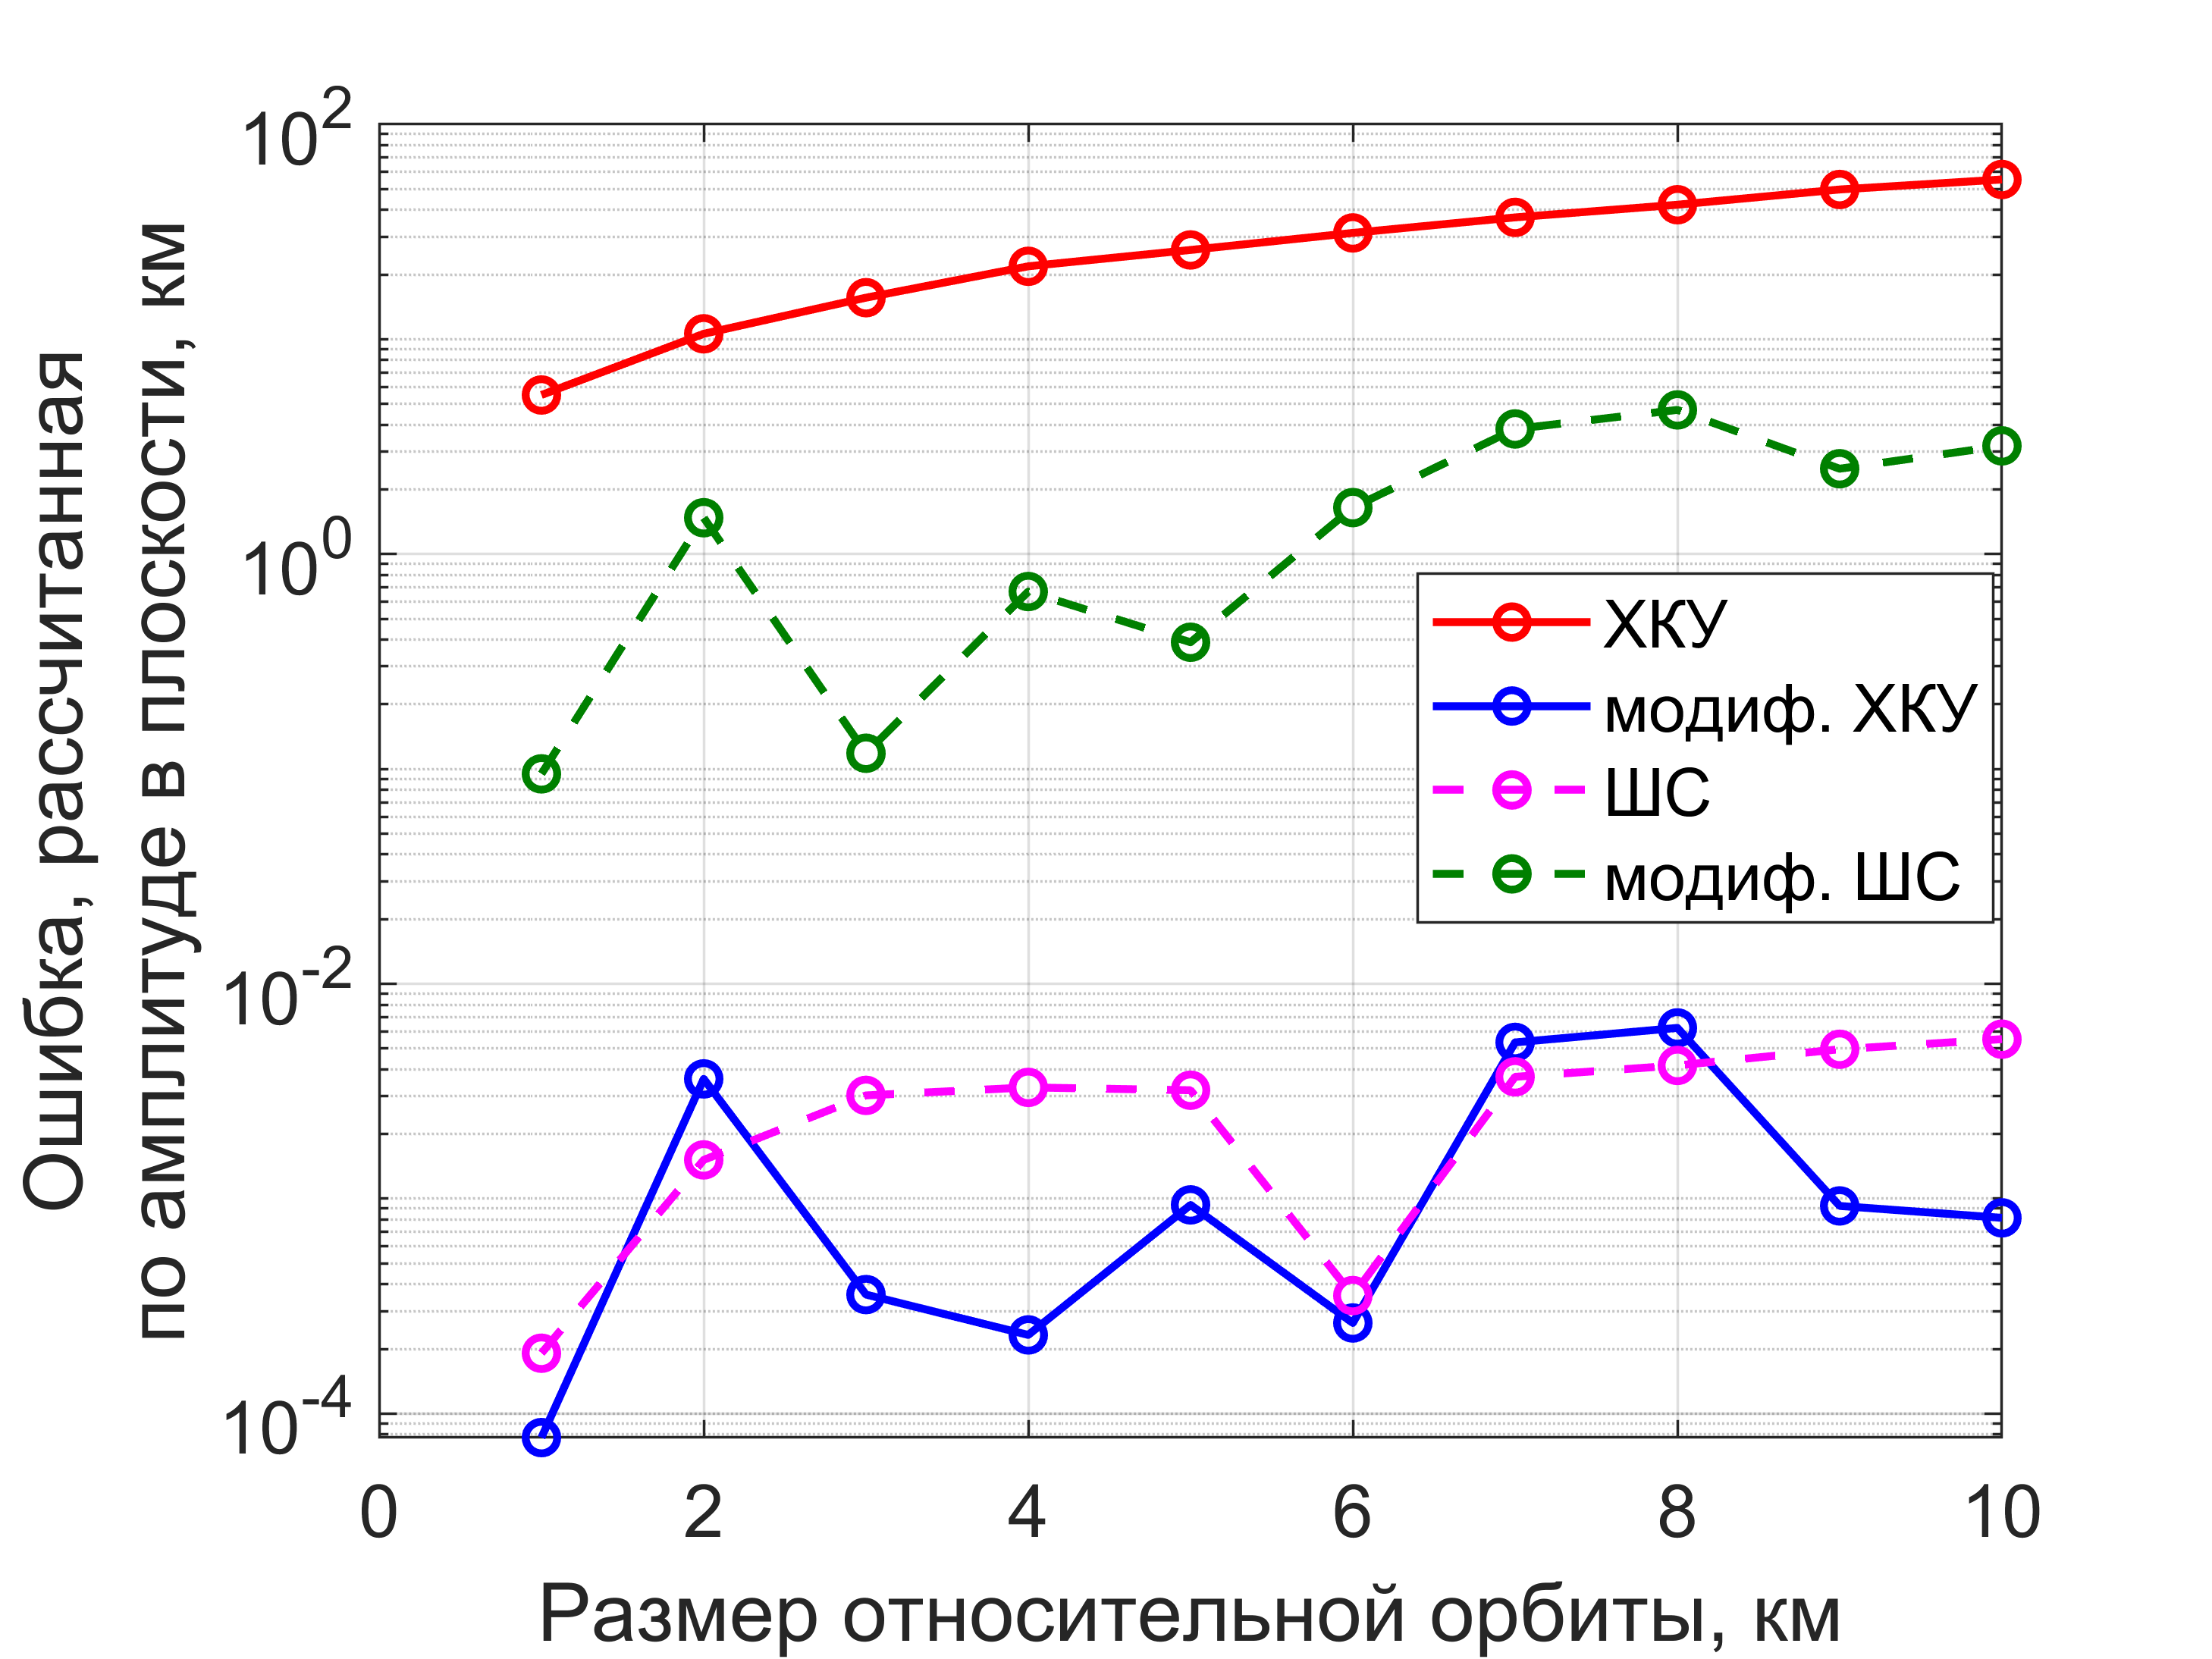 Ошибка, рассчитанная
по амплитуде в плоскости, км
10^2
10^0
10^-2
10^-4
ХКУ
модиф. ХКУ
ШС
модиф. ШС
0 2 4 6 8 10
Размер относительной орбиты, км